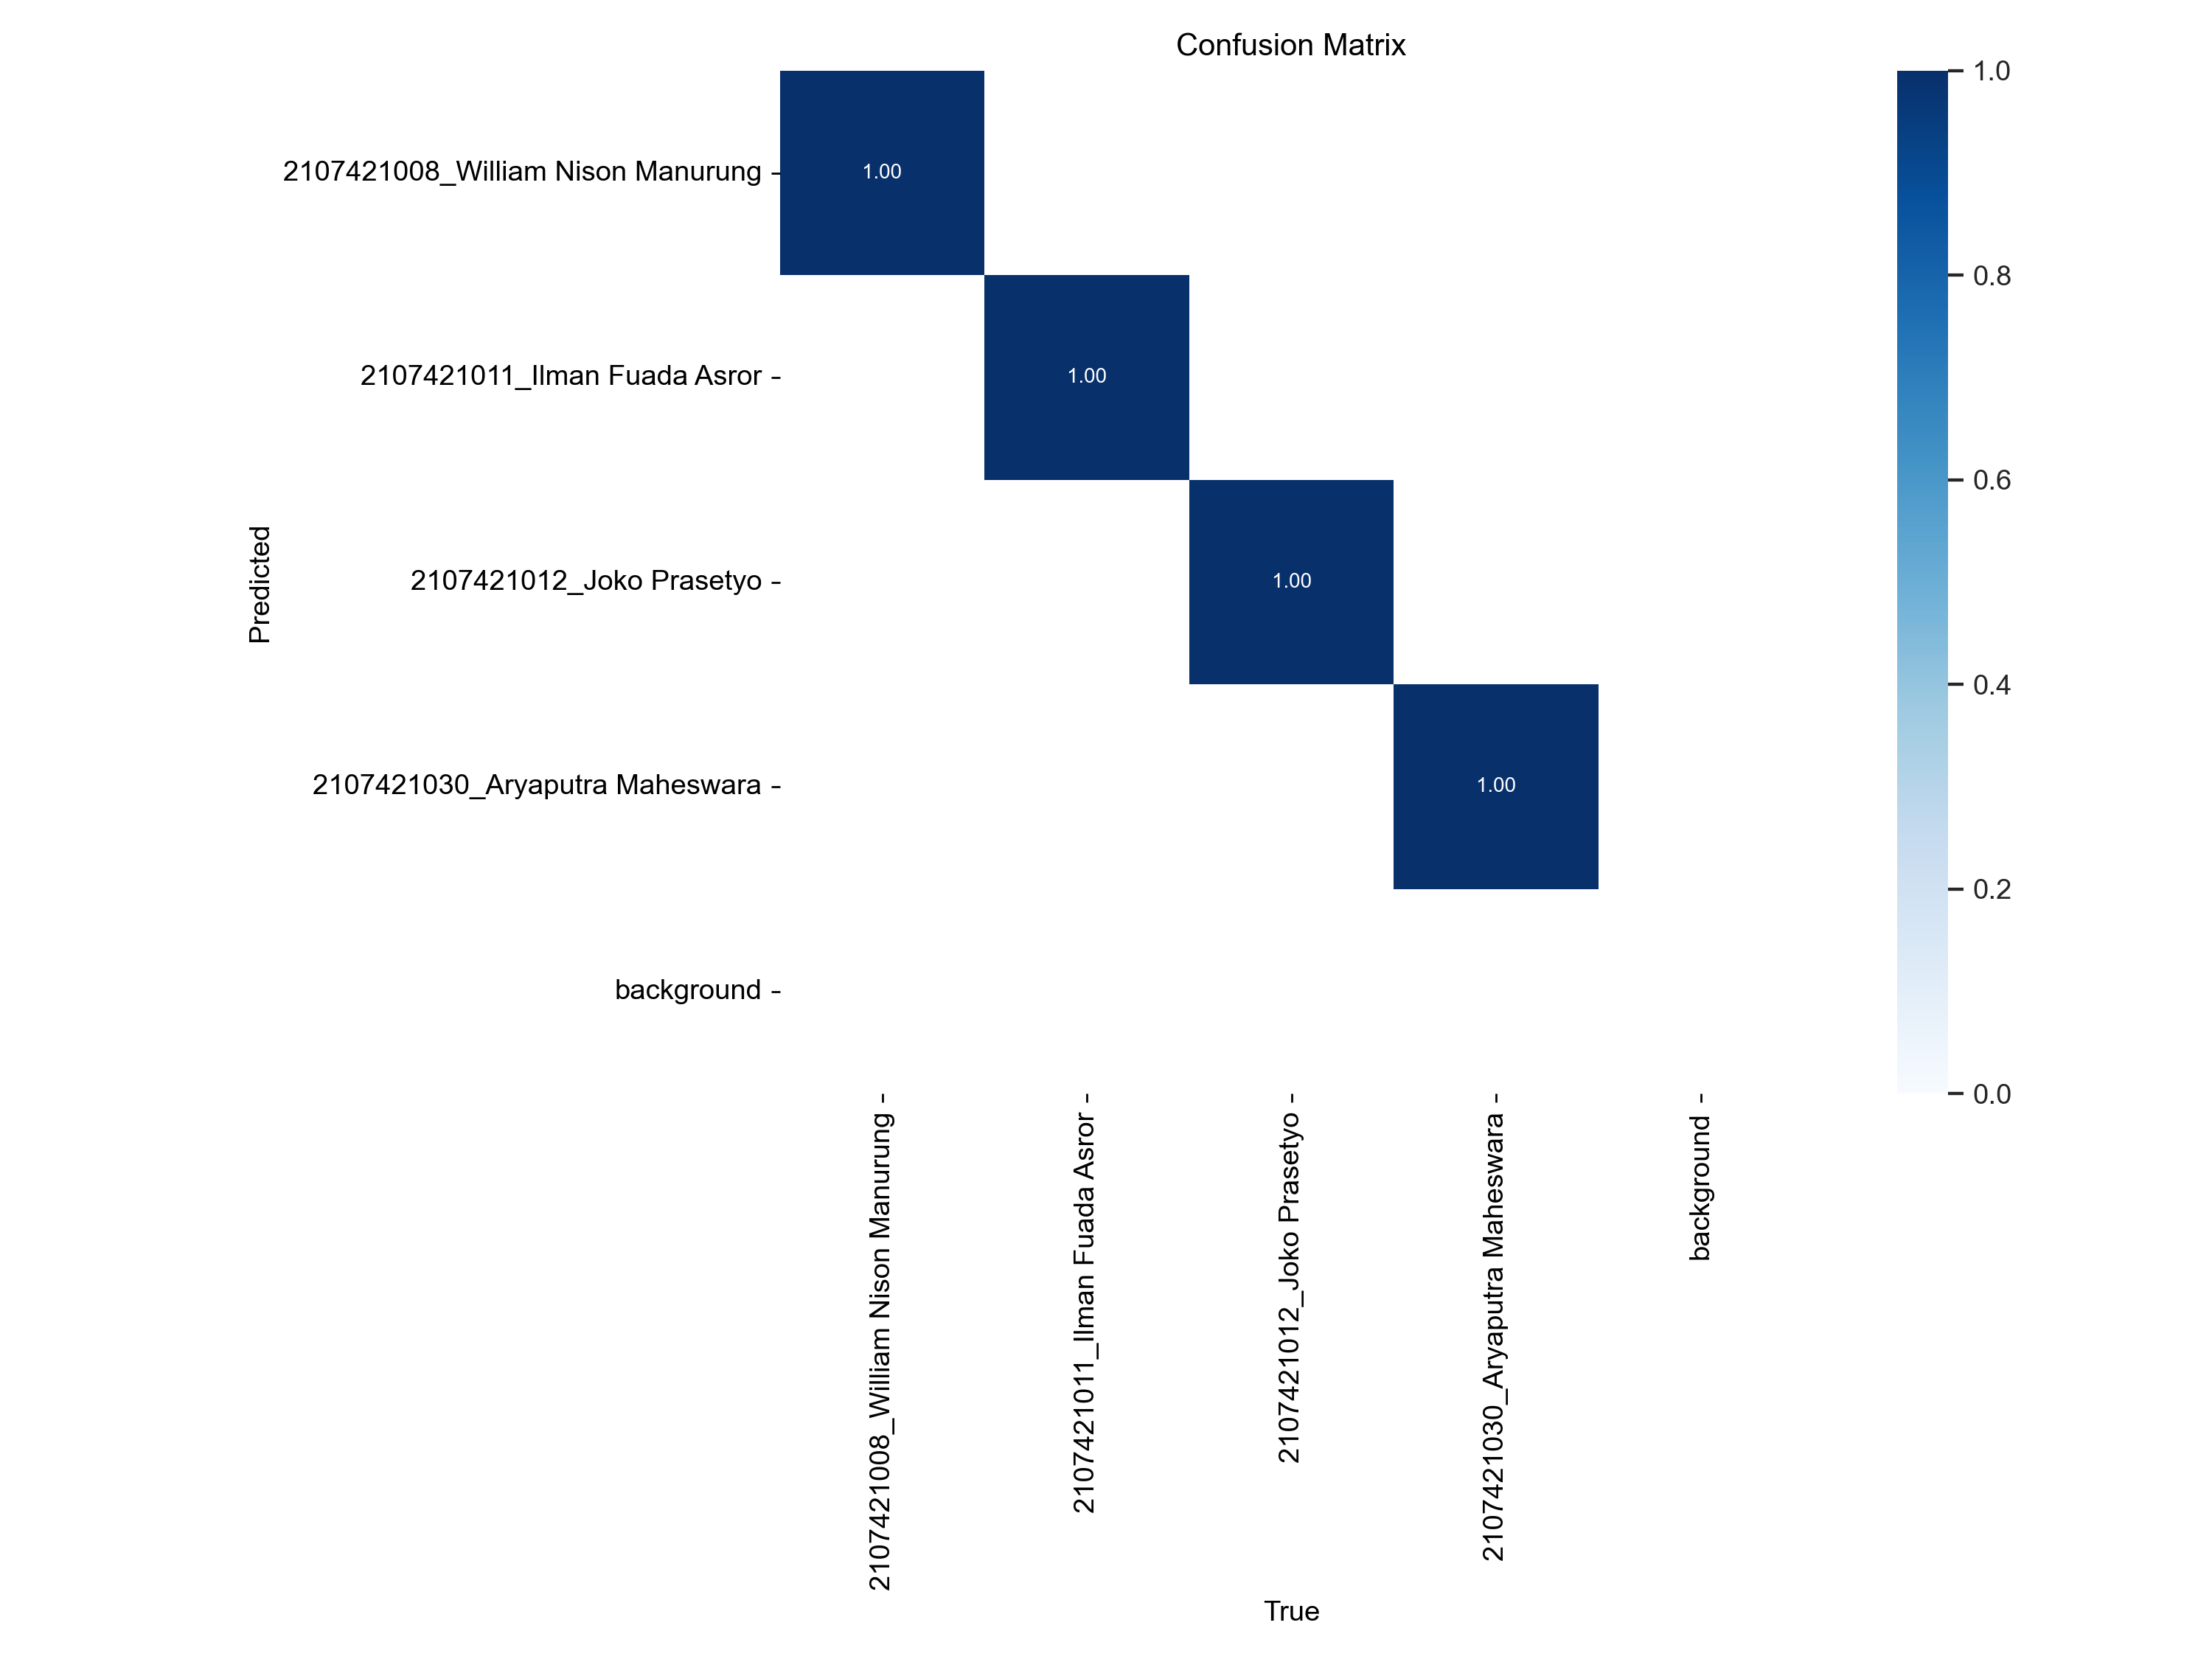 Confusion Matrix
2107421008_William Nison Manurung
1.00
2107421011_Ilman Fuada Asror
1.00
2107421012_Joko Prasetyo
1.00
2107421030_Aryaputra Maheswara
1.00
background
Predicted
2107421008_William Nison Manurung
2107421011_Ilman Fuada Asror
2107421012_Joko Prasetyo
2107421030_Aryaputra Maheswara
background
True
1.0
0.8
0.6
0.4
0.2
0.0